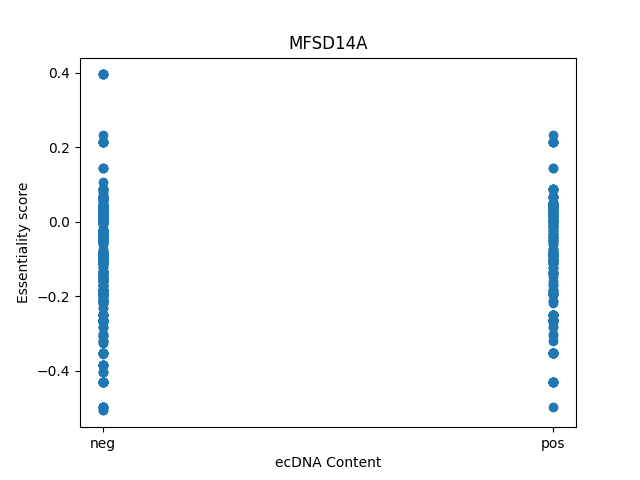 MFSD14A
Essentiality score
0.4
0.2
0.0
−0.2
−0.4
neg
pos
ecDNA Content